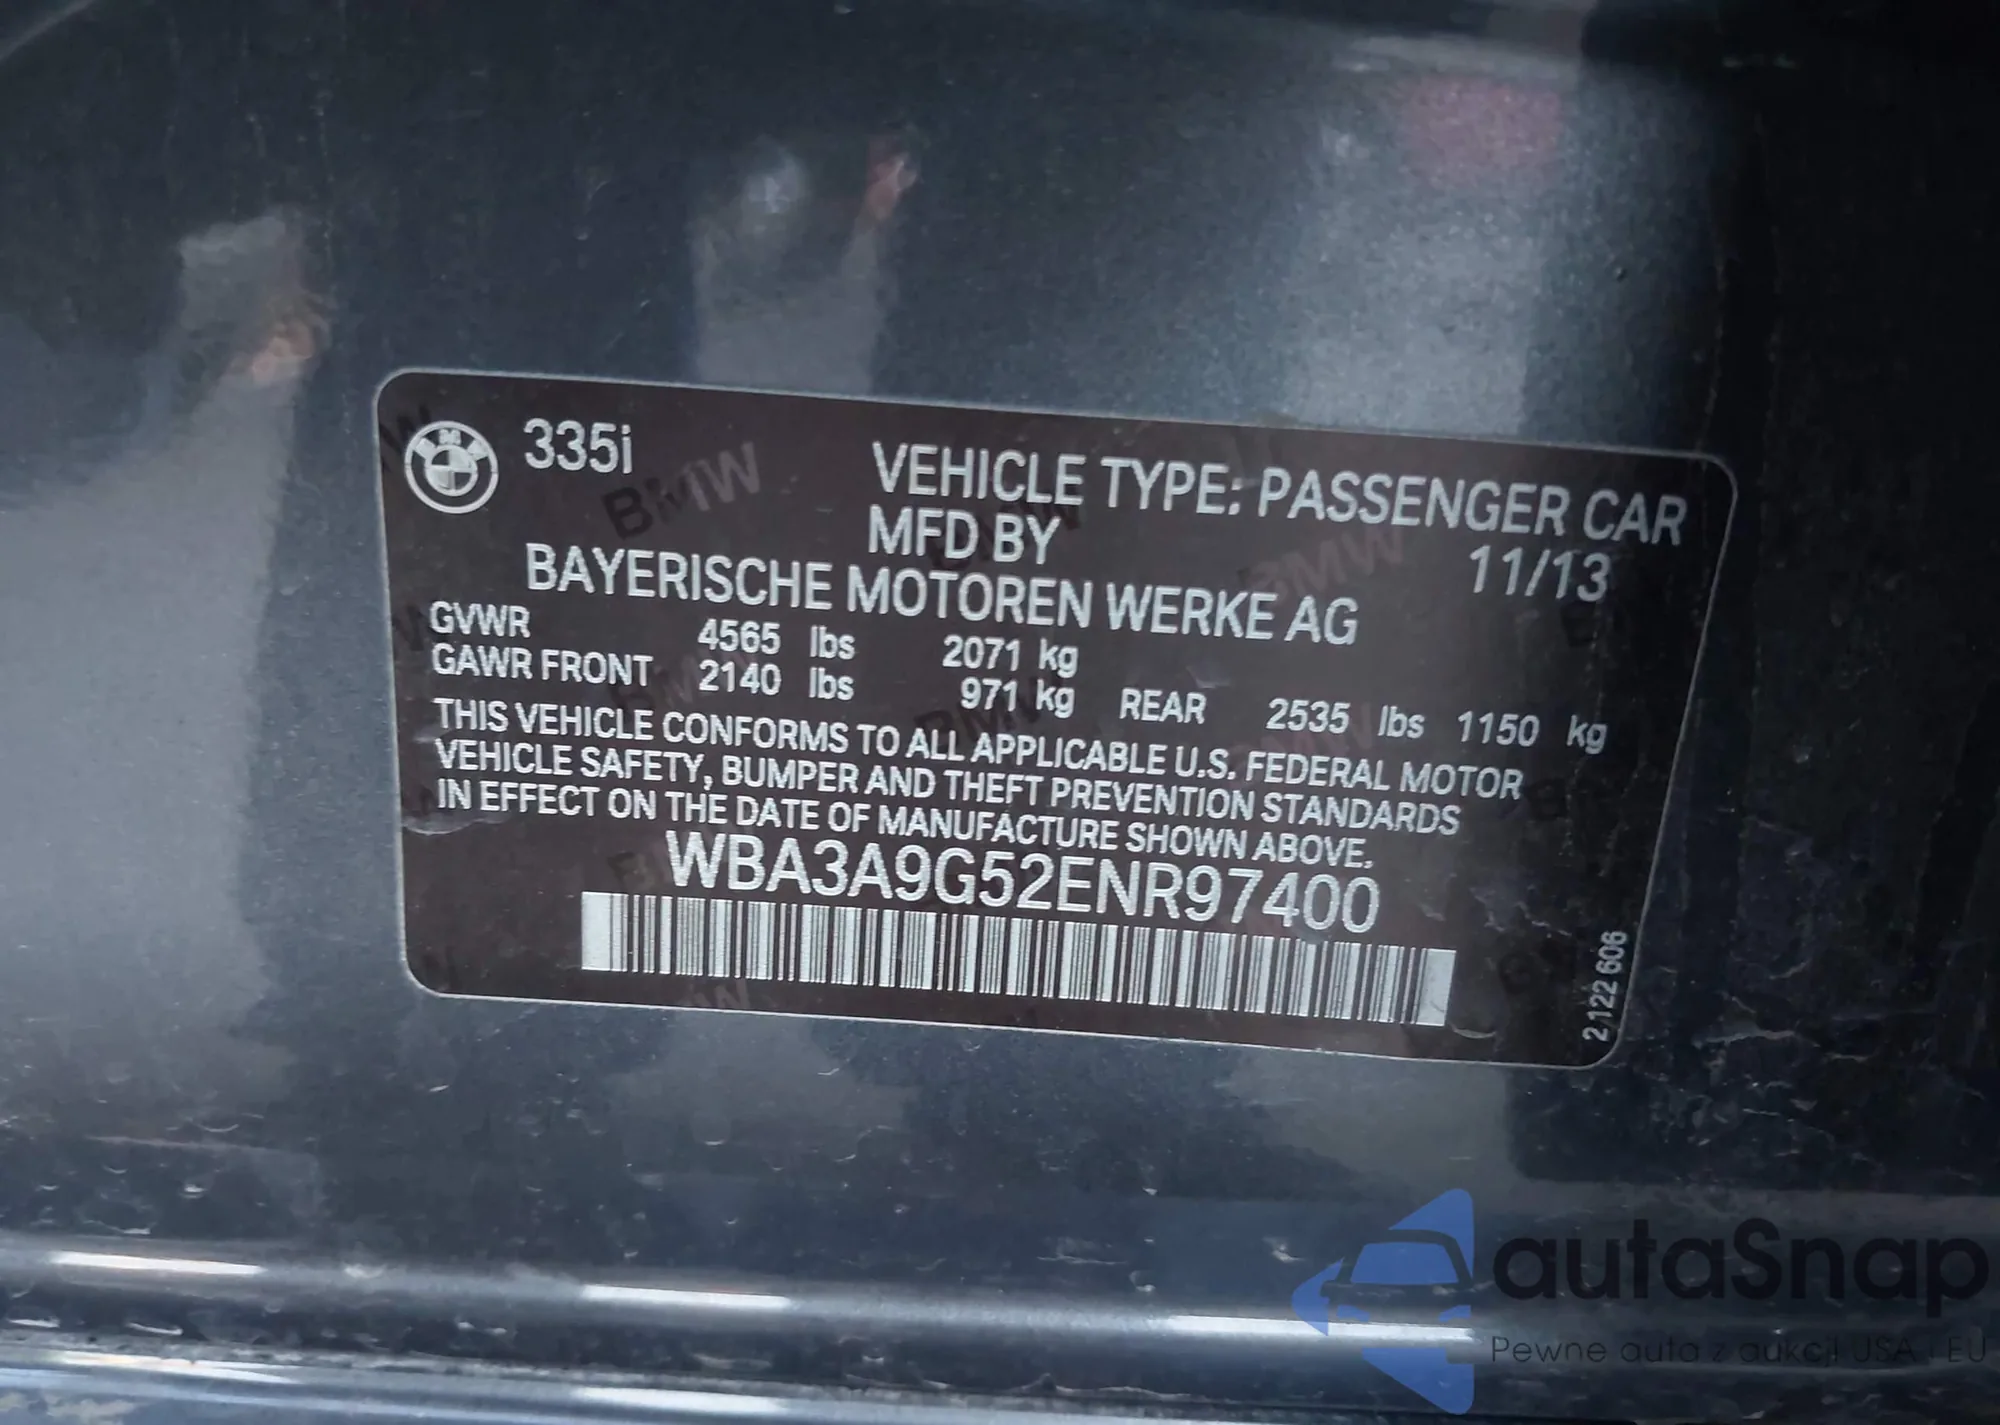 335i
VEHICLE TYPE: PASSENGER CAR
MFD BY
11/13
BAYERISCHE MOTOREN WERKE AG
GVWR 4565 lbs 2071 kg
GAWR FRONT 2140 lbs 971 kg REAR 2535 lbs 1150 kg
THIS VEHICLE CONFORMS TO ALL APPLICABLE U.S. FEDERAL MOTOR
VEHICLE SAFETY, BUMPER AND THEFT PREVENTION STANDARDS
IN EFFECT ON THE DATE OF MANUFACTURE SHOWN ABOVE.
WBA3A9G52ENR97400
2 122 606
autoSnap
Pewne auta z aukcji USA i EU